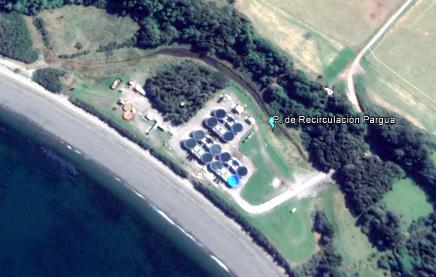 P. de Recirculación Pargua